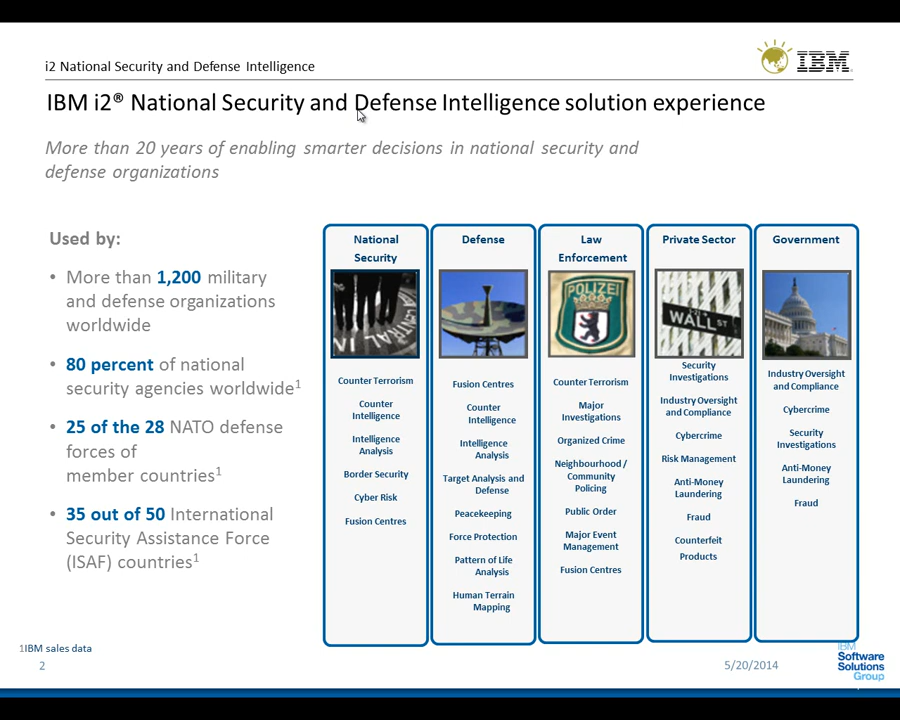 i2 National Security and Defense Intelligence
IBM
IBM i2® National Security and Defense Intelligence solution experience
More than 20 years of enabling smarter decisions in national security and
defense organizations
Used by:
• More than 1,200 military
and defense organizations
worldwide
• 80 percent of national
security agencies worldwide1
• 25 of the 28 NATO defense
forces of
member countries1
• 35 out of 50 International
Security Assistance Force
(ISAF) countries1
National
Security
Counter Terrorism
Counter
Intelligence
Intelligence
Analysis
Border Security
Cyber Risk
Fusion Centres
Defense
Fusion Centres
Counter
Intelligence
Intelligence
Analysis
Target Analysis and
Defense
Peacekeeping
Force Protection
Pattern of Life
Analysis
Human Terrain
Mapping
Law
Enforcement
POLIZEI
Counter Terrorism
Major
Investigations
Organized Crime
Neighbourhood /
Community
Policing
Public Order
Major Event
Management
Fusion Centres
Private Sector
WALL ST
Security
Investigations
Industry Oversight
and Compliance
Cybercrime
Risk Management
Anti-Money
Laundering
Fraud
Counterfeit
Products
Government
Industry Oversight
and Compliance
Cybercrime
Security
Investigations
Anti-Money
Laundering
Fraud
1IBM sales data
2
5/20/2014
IBM
Software
Solutions
Group